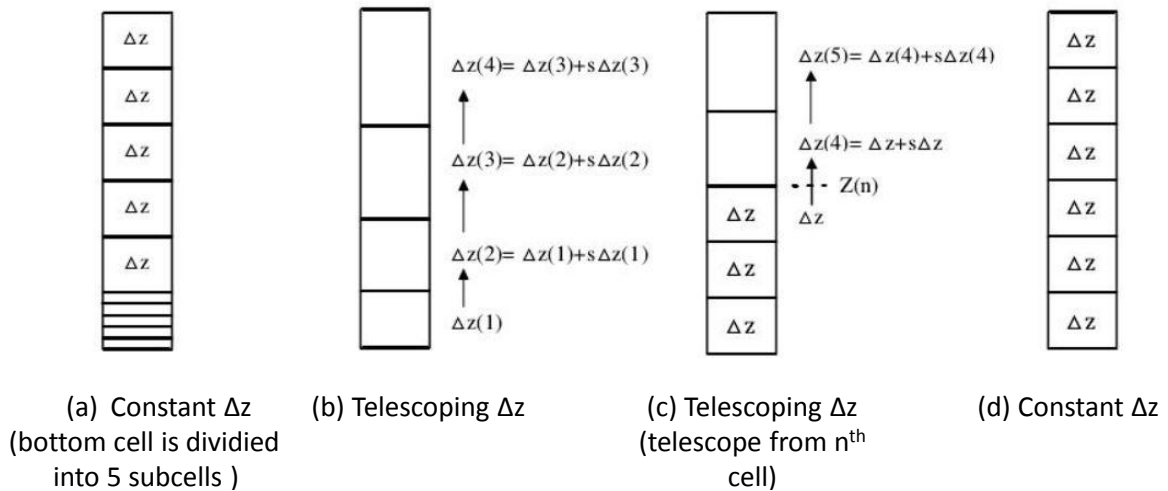 Δz
Δz
Δz
Δz
Δz
Δz(4)= Δz(3)+sΔz(3)
Δz(3)= Δz(2)+sΔz(2)
Δz(2)= Δz(1)+sΔz(1)
Δz(1)
Δz(5)= Δz(4)+sΔz(4)
Δz(4)= Δz+sΔz
Z(n)
Δz
Δz
Δz
Δz
Δz
Δz
Δz
Δz
Δz
Δz
(a) Constant Δz
(bottom cell is dividied
into 5 subcells )
(b) Telescoping Δz
(c) Telescoping Δz
(telescope from nth
cell)
(d) Constant Δz